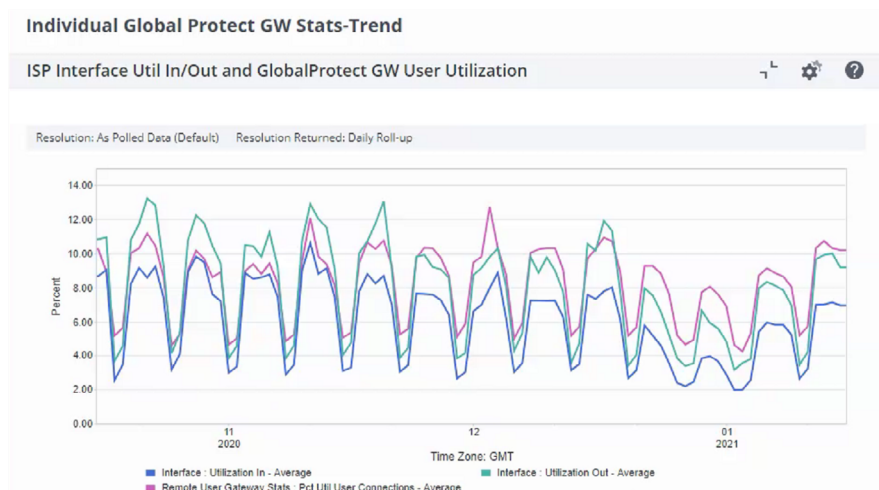 Individual Global Protect GW Stats-Trend
ISP Interface Util In/Out and GlobalProtect GW User Utilization
Resolution: As Polled Data (Default) Resolution Returned: Daily Roll-up
14.00
12.00
10.00
8.00
6.00
4.00
2.00
0.00
Percent
11 12 01
2020 2021
Time Zone: GMT
Interface : Utilization In - Average Interface : Utilization Out - Average
Remote User Gateway Stats : Pct Util User Connections - Average